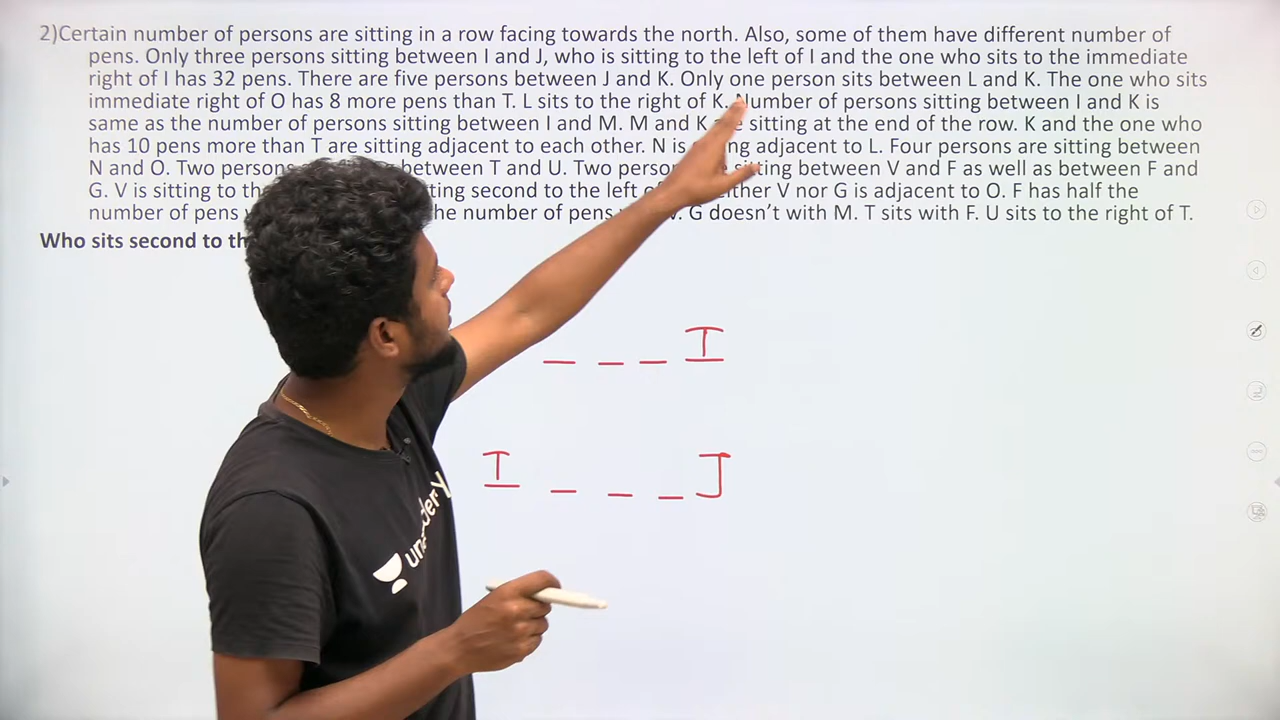 2)Certain number of persons are sitting in a row facing towards the north. Also, some of them have different number of
pens. Only three persons sitting between I and J, who is sitting to the left of I and the one who sits to the immediate
right of I has 32 pens. There are five persons between J and K. Only one person sits between L and K. The one who sits
immediate right of O has 8 more pens than T. L sits to the right of K. Number of persons sitting between I and K is
same as the number of persons sitting between I and M. M and K are sitting at the end of the row. K and the one who
has 10 pens more than T are sitting adjacent to each other. N is sitting adjacent to L. Four persons are sitting between
N and O. Two persons between T and U. Two sitting between V and F as well as between F and
G. V is sitting to the sitting second to the left neither V nor G is adjacent to O. F has half the
number of pens the number of pens G doesn't with M. T sits with F. U sits to the right of T.
Who sits second to
_ _ _ I
I _ _ _ J